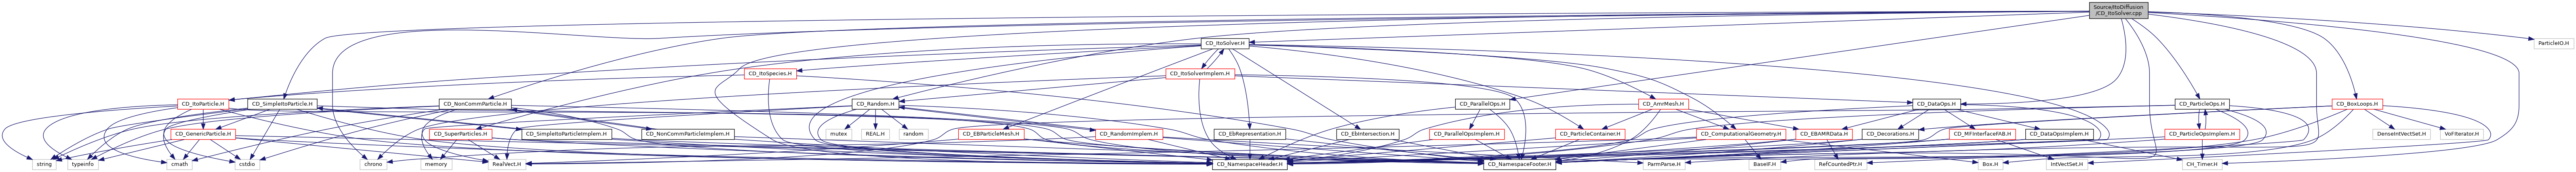 Source/ItoDiffusion
/CD_ItoSolver.cpp
CD_ItoSolver.H
ParticleIO.H
CD_ItoSpecies.H
CD_ItoSolverImplem.H
CD_ItoParticle.H
CD_SimpleItoParticle.H
CD_NonCommParticle.H
CD_Random.H
CD_ParallelOps.H
CD_AmrMesh.H
CD_DataOps.H
CD_ParticleOps.H
CD_BoxLoops.H
CD_GenericParticle.H
CD_SuperParticles.H
CD_SimpleItoParticleImplem.H
CD_NonCommParticleImplem.H
mutex
REAL.H
random
CD_EBParticleMesh.H
CD_RandomImplem.H
CD_EBRepresentation.H
CD_EbIntersection.H
CD_ParallelOpsImplem.H
CD_ParticleContainer.H
CD_ComputationalGeometry.H
CD_EBAMRData.H
CD_Decorations.H
CD_MFInterfaceFAB.H
CD_DataOpsImplem.H
CD_ParticleOpsImplem.H
DenseIntVectSet.H
VoFIterator.H
string
typeinfo
cmath
cstdio
chrono
memory
RealVect.H
CD_NamespaceHeader.H
CD_NamespaceFooter.H
ParmParse.H
BaseIF.H
RefCountedPtr.H
Box.H
IntVectSet.H
CH_Timer.H